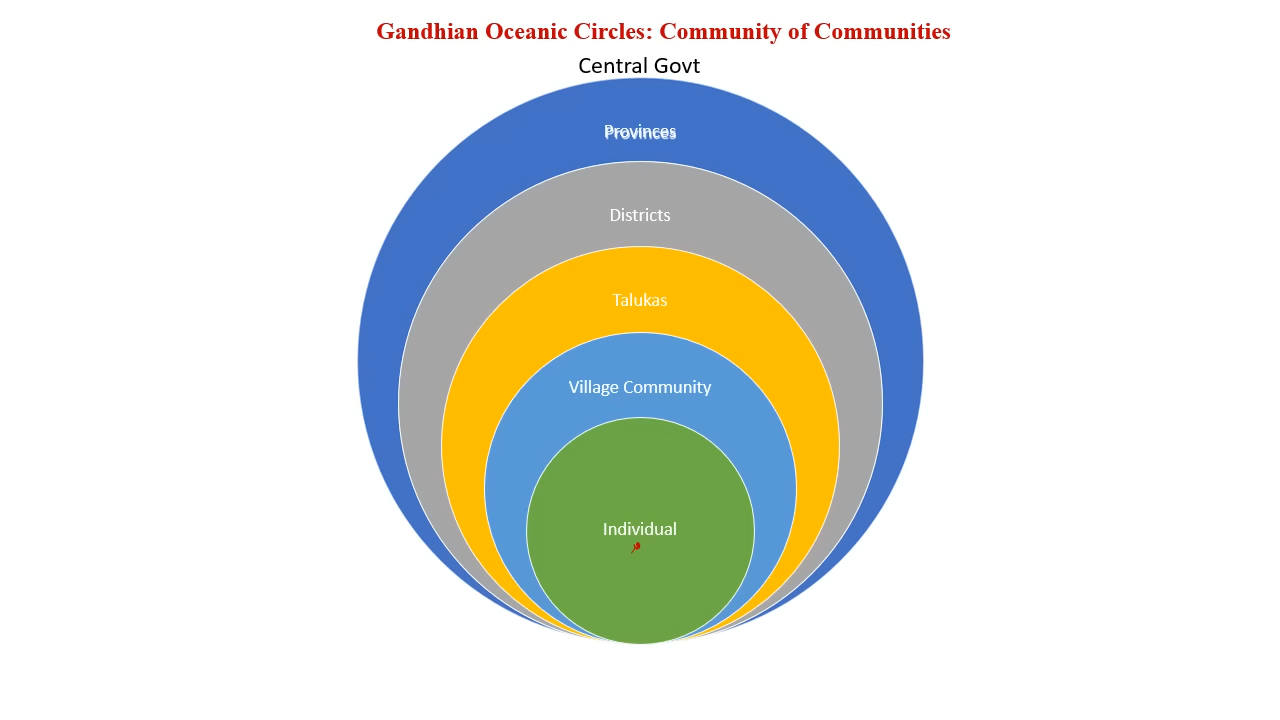 Gandhian Oceanic Circles: Community of Communities
Central Govt
Provinces
Districts
Talukas
Village Community
Individual